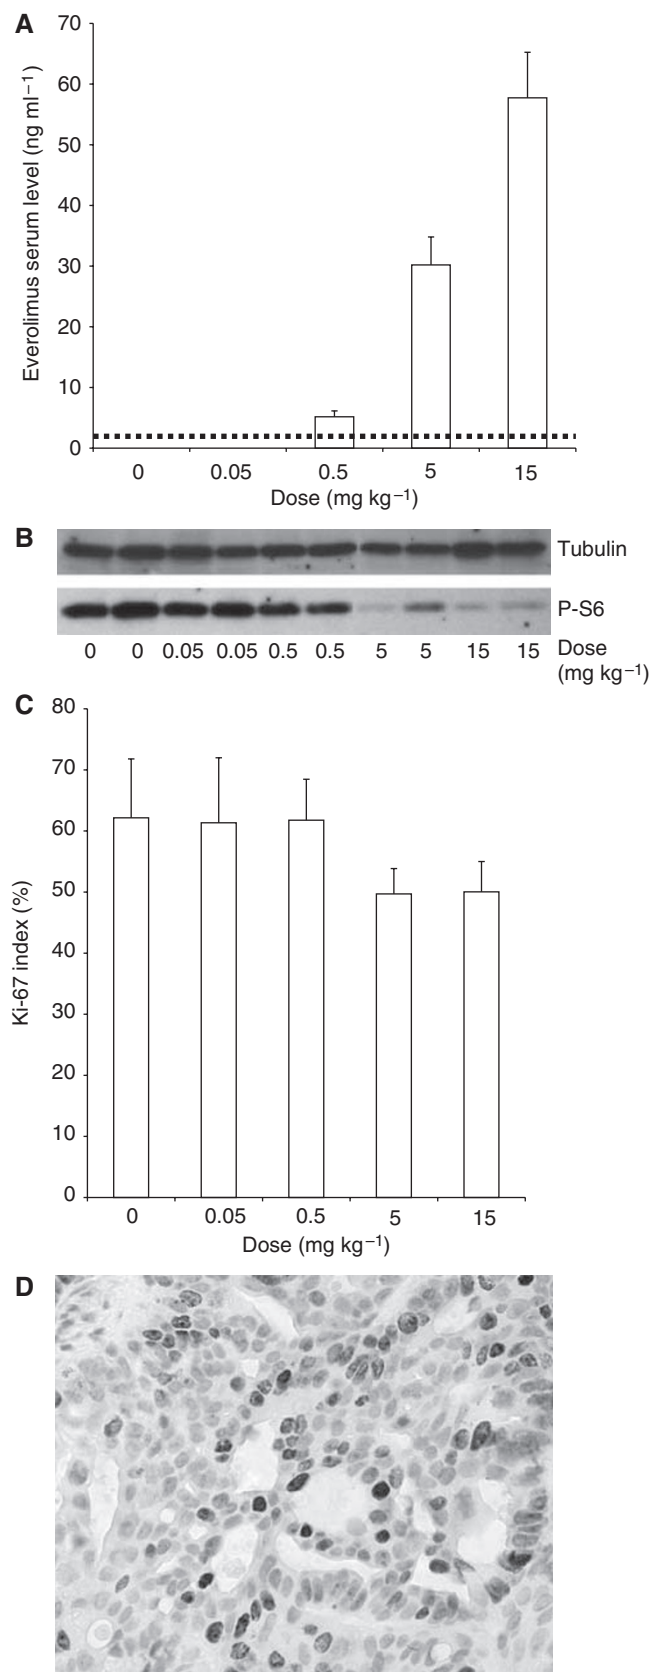 A
70
60
50
40
30
20
10
0
Everolimus serum level (ng ml−1)
0 0.05 0.5 5 15
Dose (mg kg−1)
B
Tubulin
P-S6
0 0 0.05 0.05 0.5 0.5 5 5 15 15 Dose
(mg kg−1)
C
80
70
60
50
40
30
20
10
0
Ki-67 index (%)
0 0.05 0.5 5 15
Dose (mg kg−1)
D